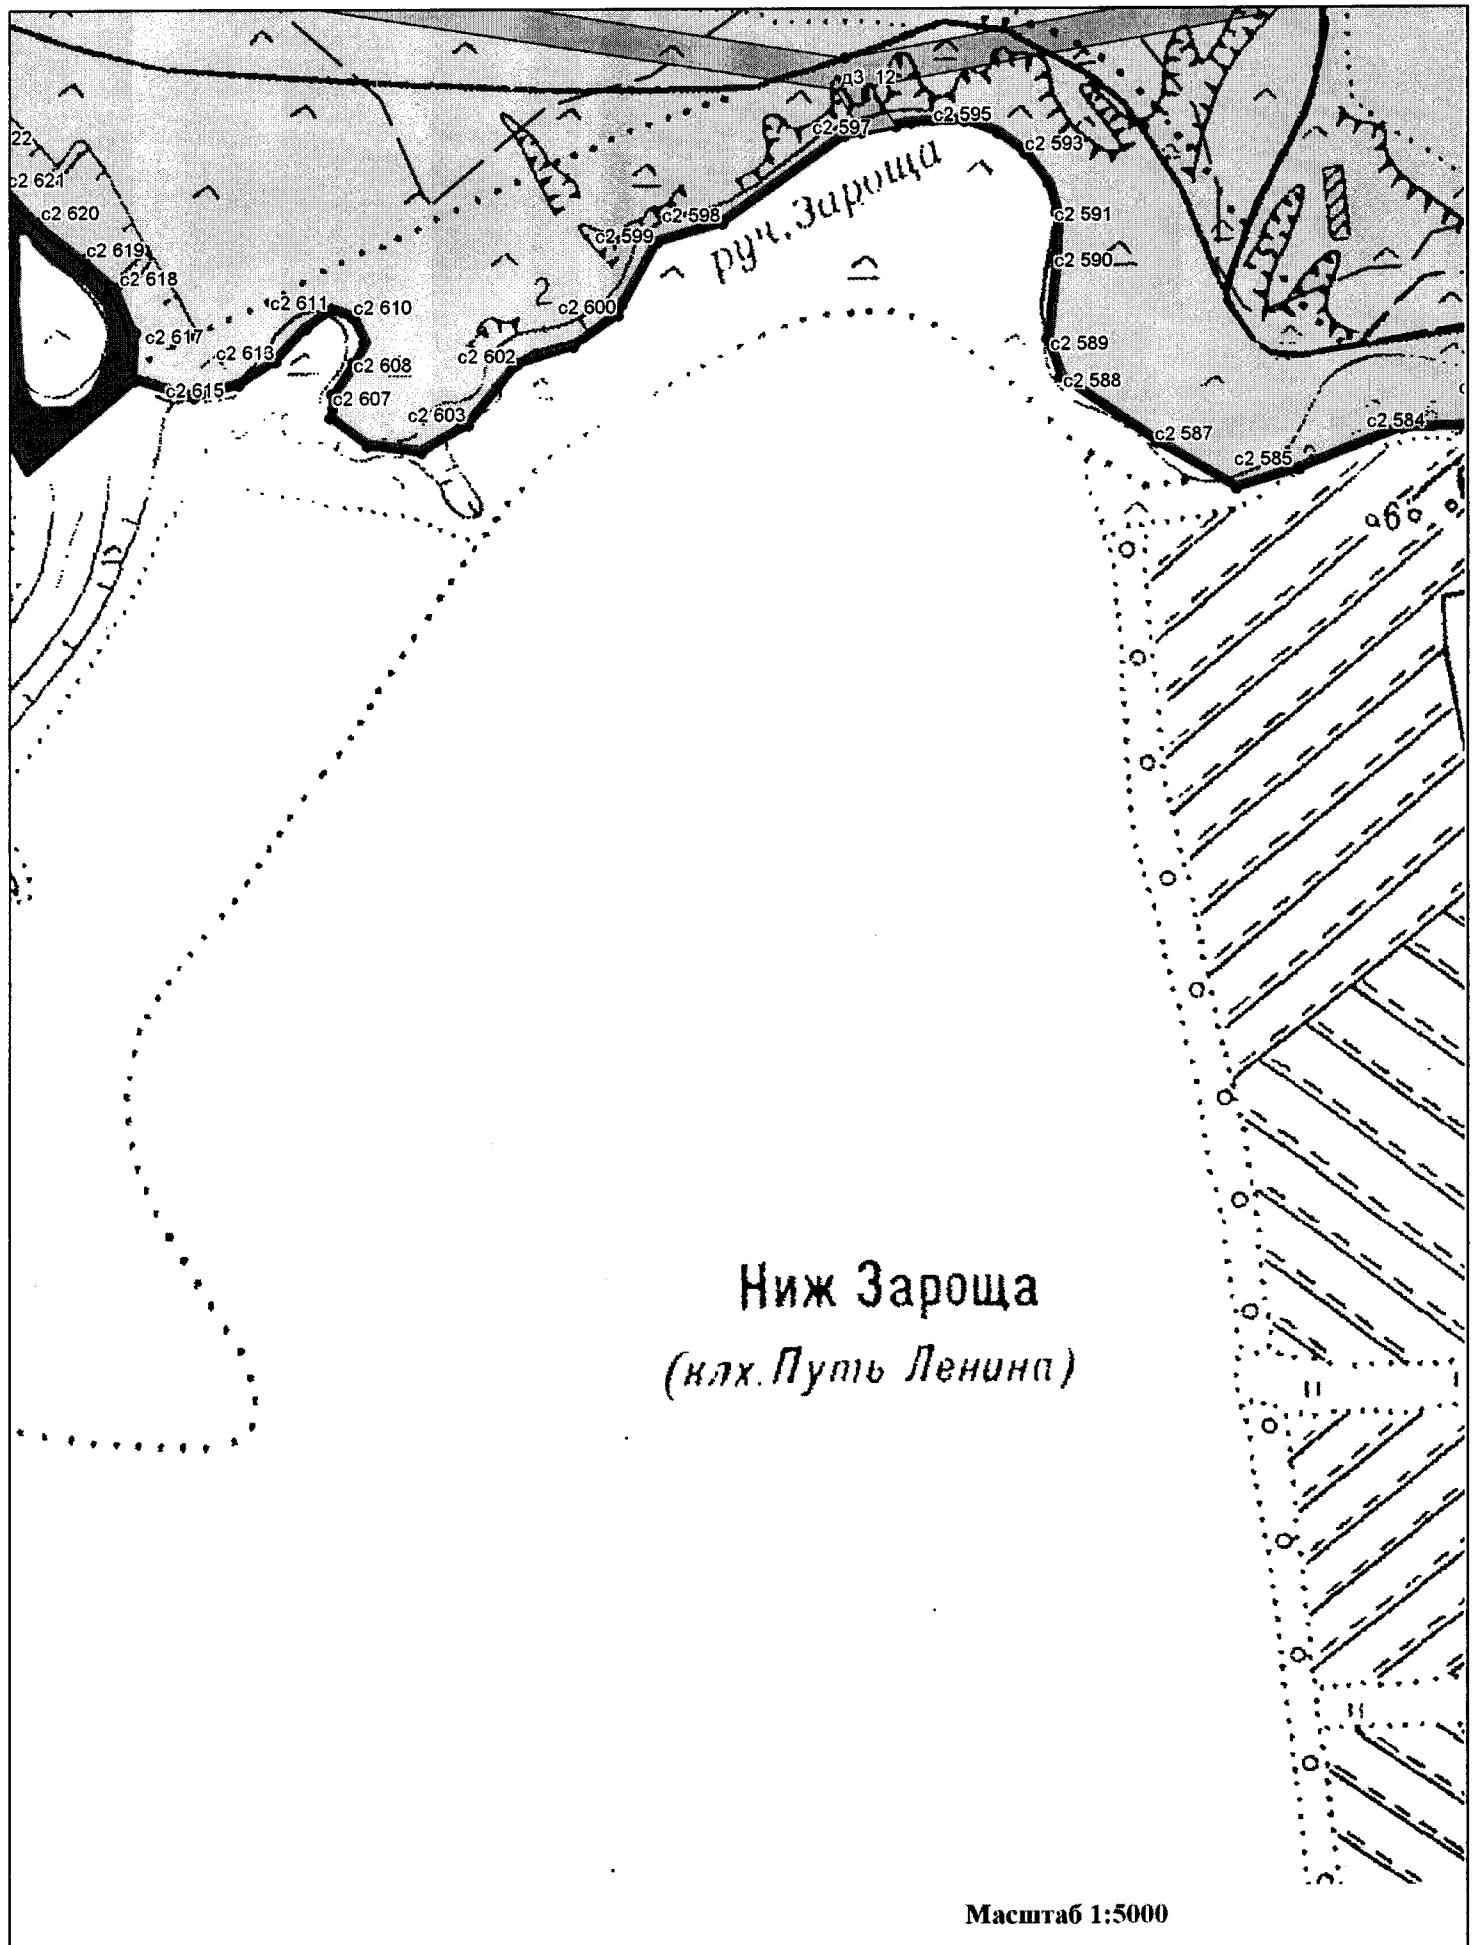 д3 12
с2 597
с2 595
с2 593
22
с2 621
с2 620
с2 619
с2 618
с2 617
с2 615
с2 613
с2 611
с2 610
с2 608
с2 607
с2 603
с2 602
с2 600
с2 599
с2 598
2
руч. Зароща
с2 591
с2 590
с2 589
с2 588
с2 587
с2 585
с2 584
6
Ниж Зароща
(клх. Путь Ленина)
Масштаб 1:5000